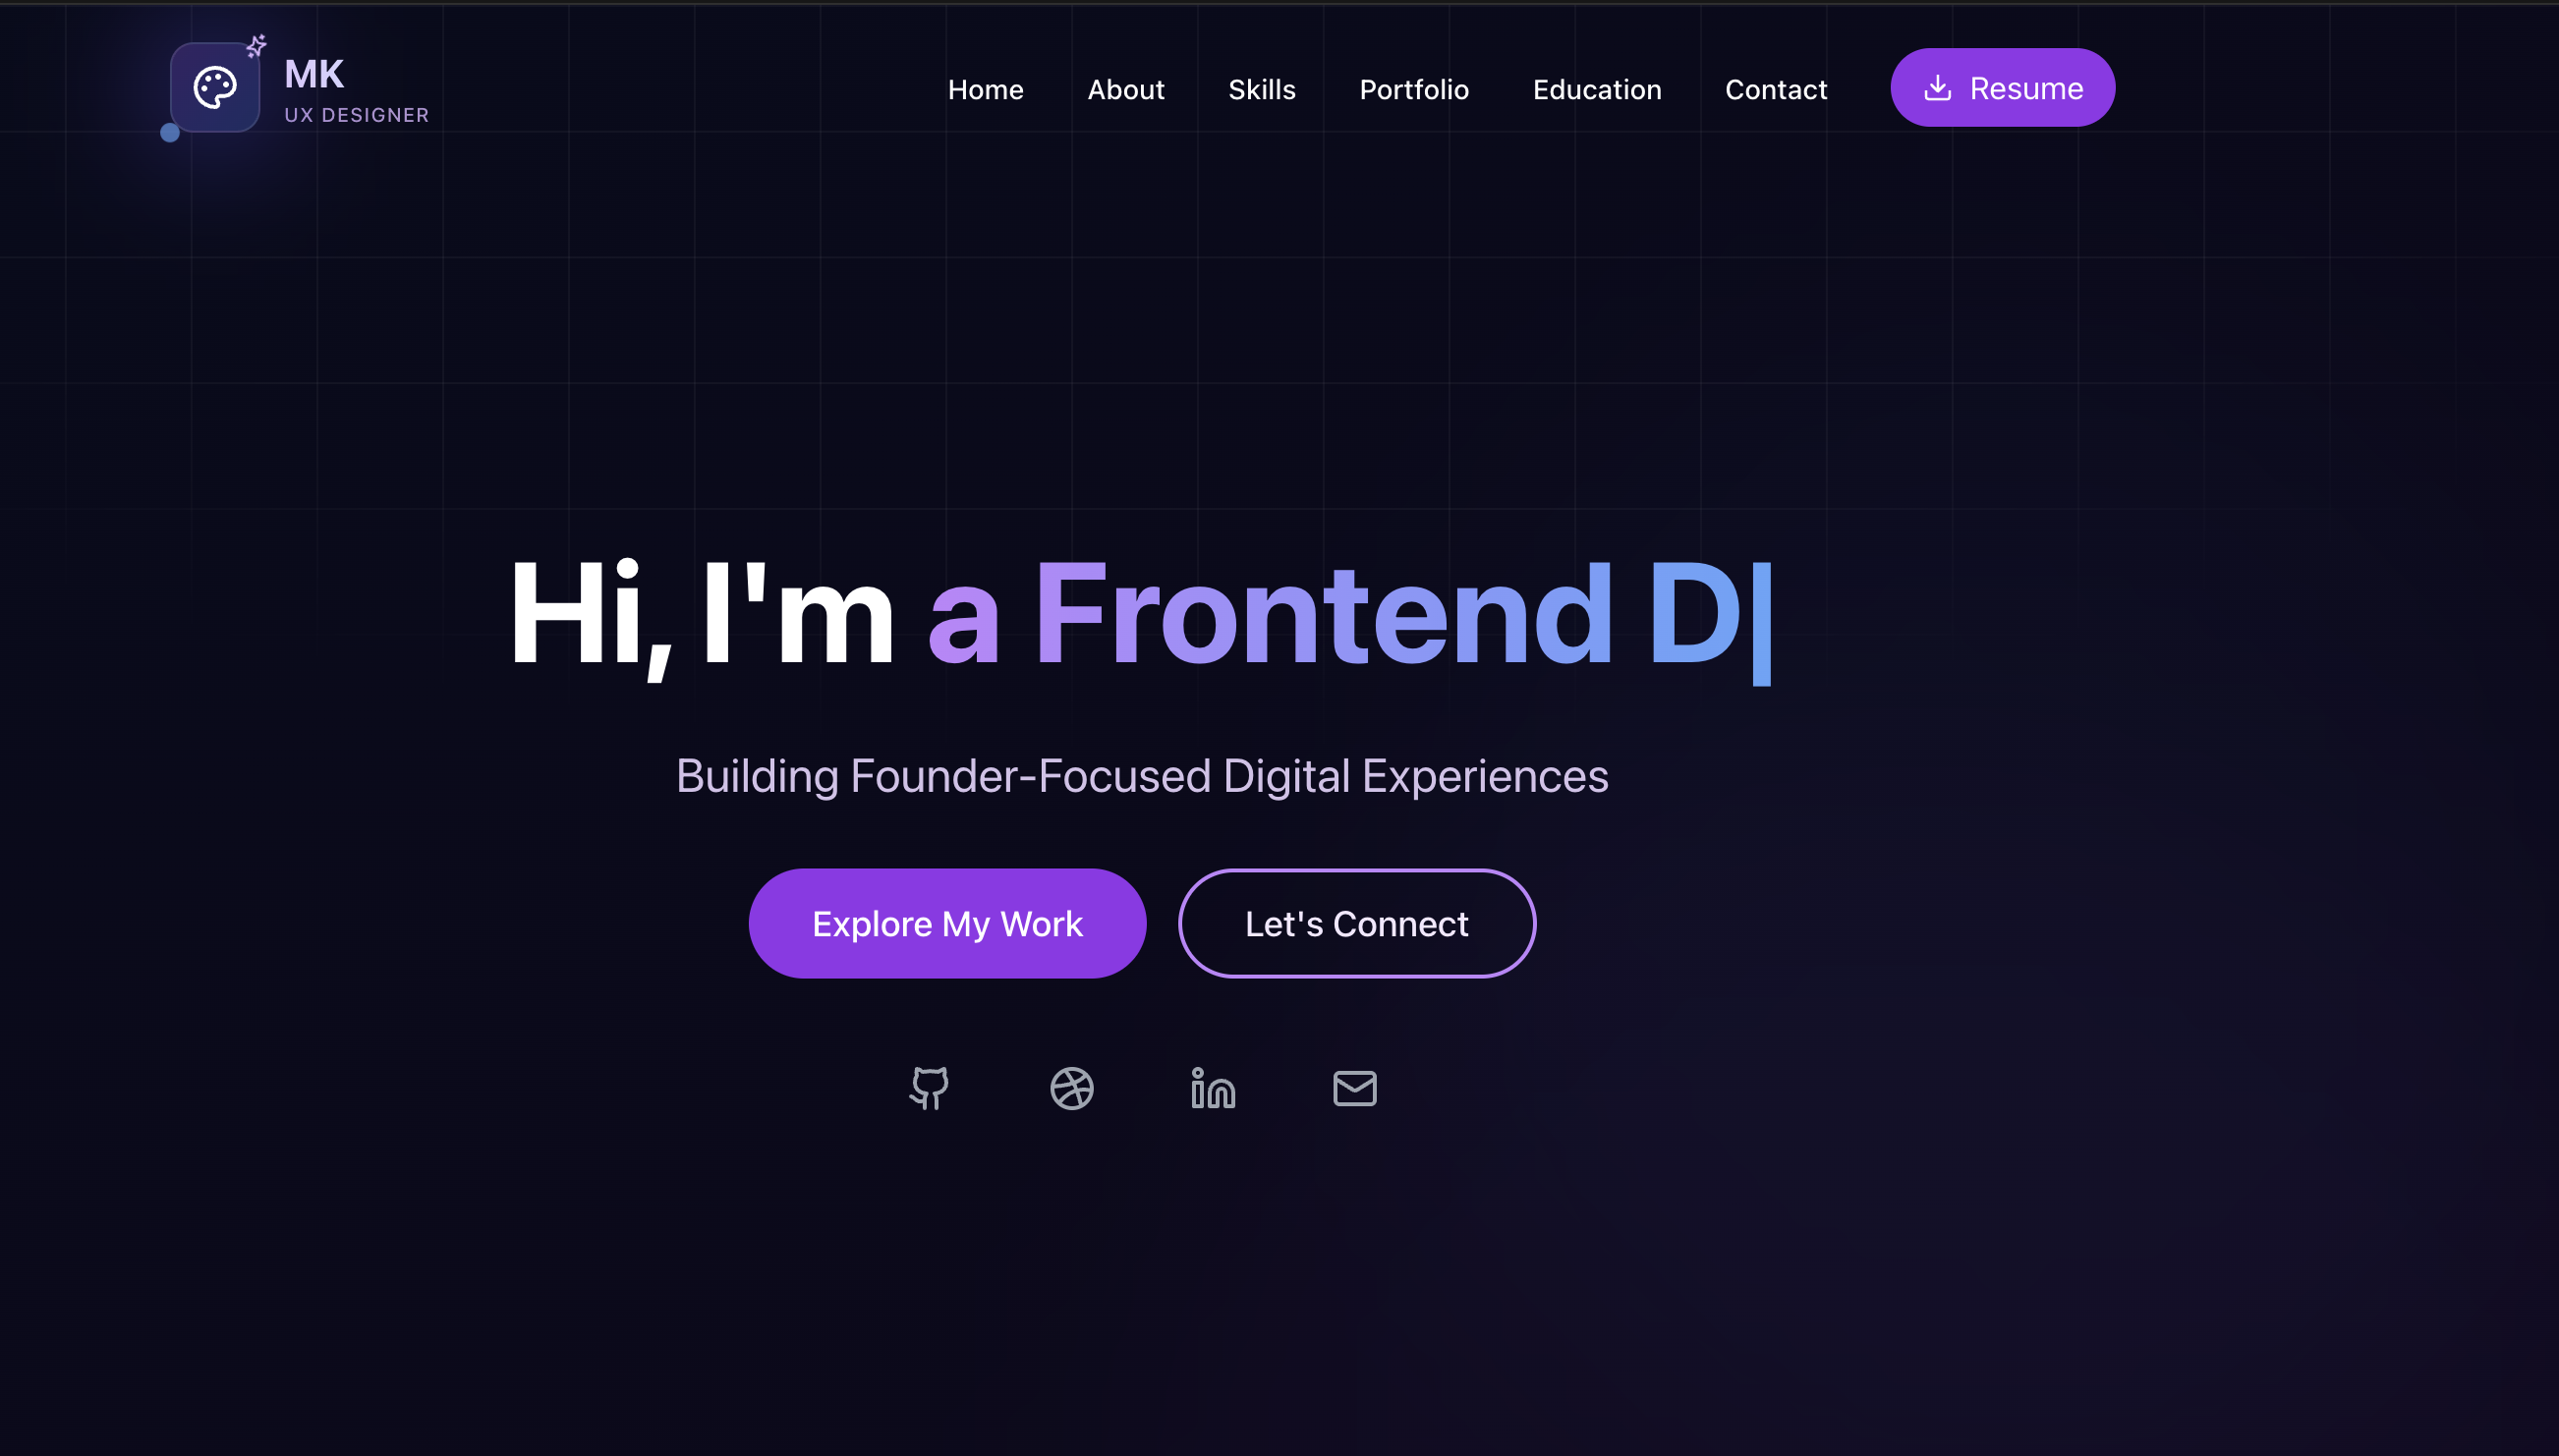 MK
UX DESIGNER
Home About Skills Portfolio Education Contact Resume
Hi, I'm a Frontend D|
Building Founder-Focused Digital Experiences
Explore My Work Let's Connect